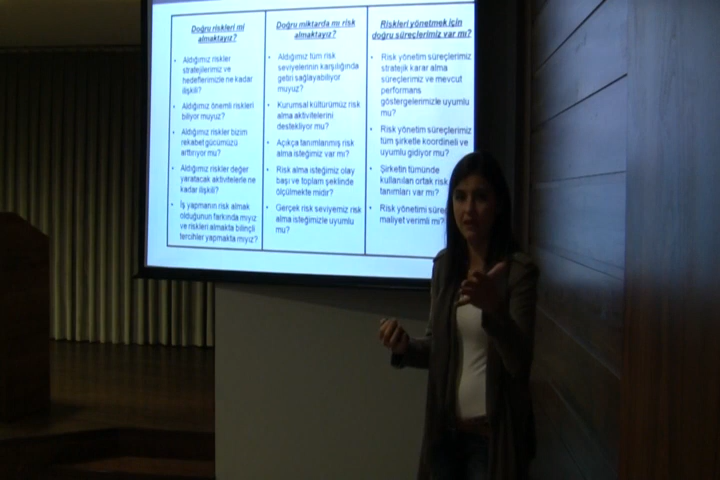 Doğru riskleri mi
almaktayız?
• Aldığımız riskler
stratejilerimiz ve
hedeflerimizle ne kadar
ilişkili?
• Aldığımız önemli riskleri
biliyor muyuz?
• Aldığımız riskler bizim
rekabet gücümüzü
arttırıyor mu?
• Aldığımız riskler değer
yaratacak aktivitelerle ne
kadar ilişkili?
• İş yapmanın risk almak
olduğunun farkında mıyız
ve riskleri almakta bilinçli
tercihler yapmakta mıyız?
Doğru miktarda mı risk
almaktayız?
• Aldığımız tüm risk
seviyelerinin karşılığında
getiri sağlayabiliyor
muyuz?
• Kurumsal kültürümüz risk
alma aktivitelerini
destekliyor mu?
• Açıkça tanımlanmış risk
alma isteğimiz var mı?
• Risk alma isteğimiz olay
başı ve toplam şeklinde
ölçülmekte midir?
• Gerçek risk seviyemiz risk
alma isteğimizle uyumlu
mu?
Riskleri yönetmek için
doğru süreçlerimiz var mı?
• Risk yönetim süreçlerimiz
stratejik karar alma
süreçlerimiz ve mevcut
performans
göstergelerimizle uyumlu
mu?
• Risk yönetim süreçlerimiz
tüm şirketle koordineli ve
uyumlu gidiyor mu?
• Şirketin tümünde
kullanılan ortak risk
tanımları var mı?
• Risk yönetimi
maliyet verimli mi?